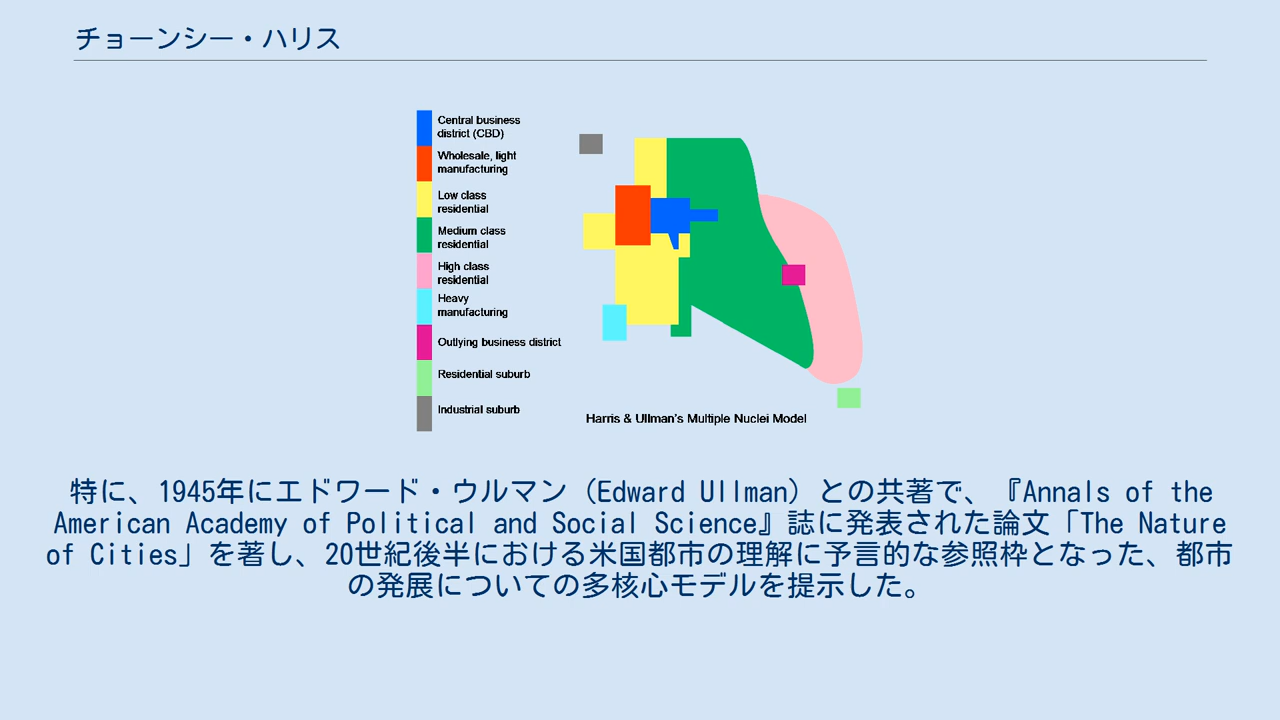 チョーンシー・ハリス
Central business
district (CBD)
Wholesale, light
manufacturing
Low class
residential
Medium class
residential
High class
residential
Heavy
manufacturing
Outlying business district
Residential suburb
Industrial suburb
Harris & Ullman's Multiple Nuclei Model
特に、1945年にエドワード・ウルマン（Edward Ullman）との共著で、『Annals of the
American Academy of Political and Social Science』誌に発表された論文「The Nature
of Cities」を著し、20世紀後半における米国都市の理解に予言的な参照枠となった、都市
の発展についての多核心モデルを提示した。